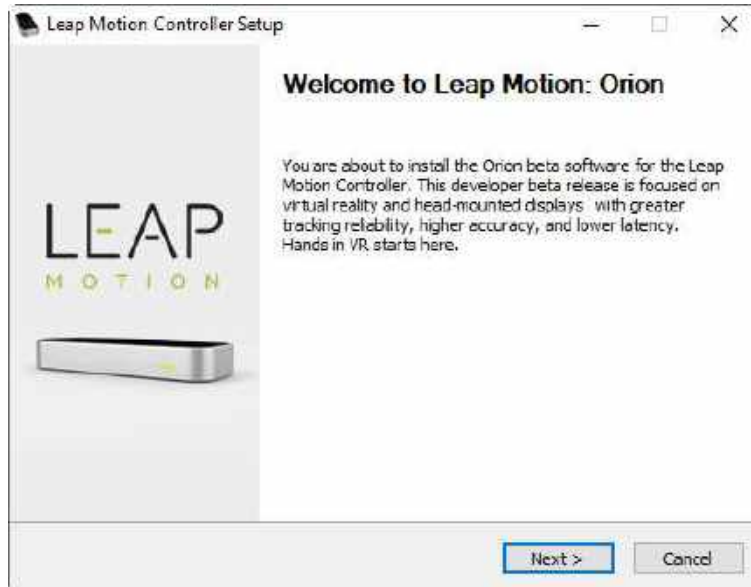 Leap Motion Controller Setup
Welcome to Leap Motion: Orion
You are about to install the Orion beta software for the Leap
Motion Controller. This developer beta release is focused on
virtual reality and head-mounted displays with greater
tracking reliability, higher accuracy, and lower latency.
Hands in VR starts here.
LEAP
MOTION
Next >
Cancel